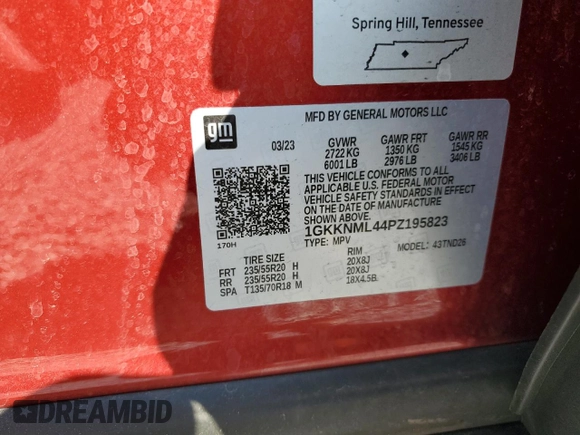 Spring Hill, Tennessee
MFD BY GENERAL MOTORS LLC
gm
03/23 GVWR GAWR FRT GAWR RR
2722 KG 1350 KG 1545 KG
6001 LB 2976 LB 3406 LB
THIS VEHICLE CONFORMS TO ALL
APPLICABLE U.S. FEDERAL MOTOR
VEHICLE SAFETY STANDARDS IN EFFECT
ON THE DATE OF MANUFACTURE
SHOWN ABOVE.
1GKKNML44PZ195823
170H
TYPE: MPV MODEL: 43TND26
TIRE SIZE RIM
FRT 235/55R20 H 20X8J
RR 235/55R20 H 20X8J
SPA T135/70R18 M 18X4.5B
DREAMBID